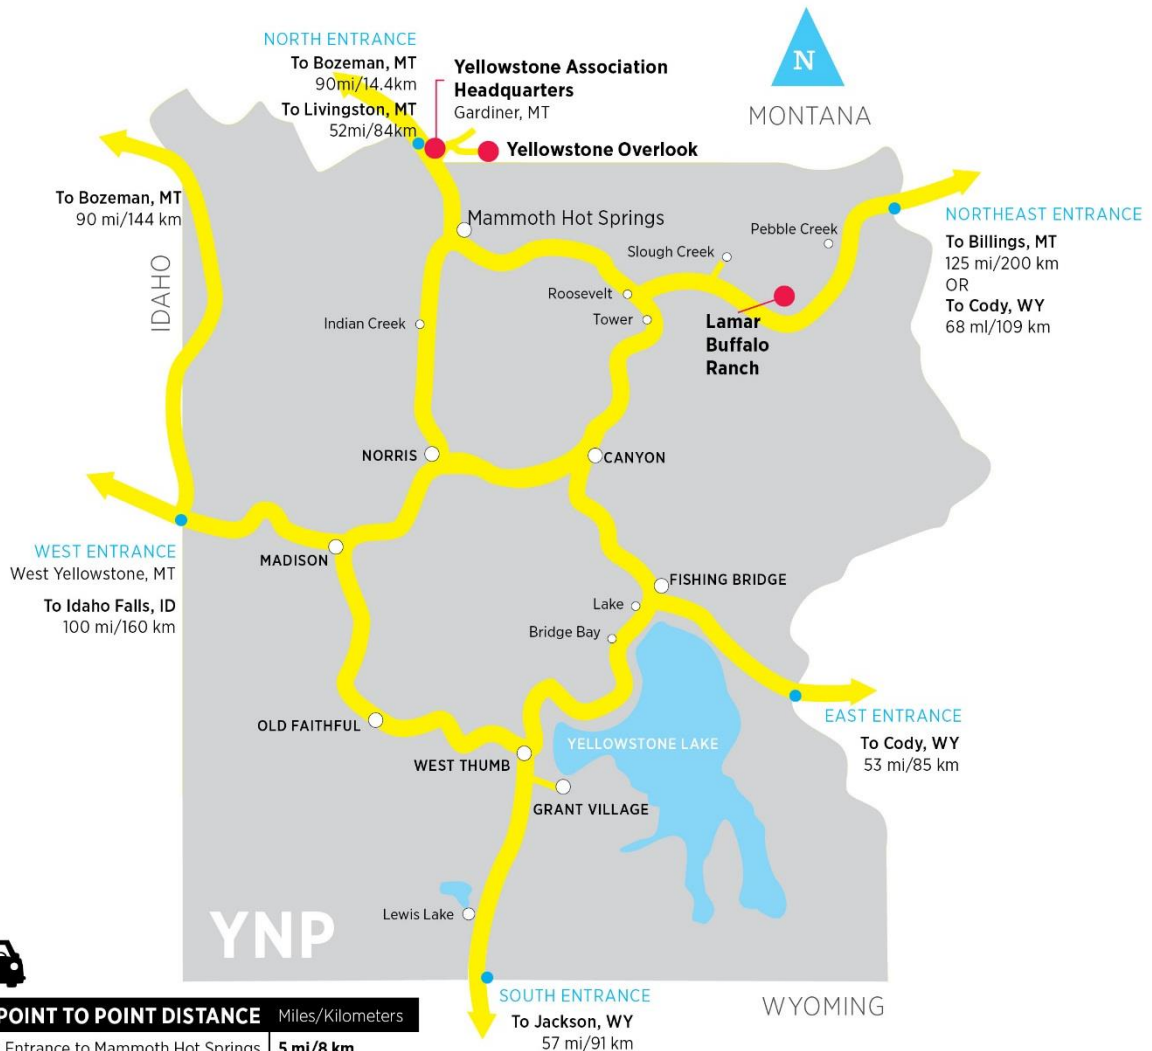 NORTH ENTRANCE
To Bozeman, MT
90mi/14.4km
To Livingston, MT
52mi/84km
Yellowstone Association
Headquarters
Gardiner, MT
Yellowstone Overlook
N
MONTANA
To Bozeman, MT
90 mi/144 km
IDAHO
Mammoth Hot Springs
Pebble Creek
Slough Creek
Roosevelt
Tower
Indian Creek
Lamar
Buffalo
Ranch
NORTHEAST ENTRANCE
To Billings, MT
125 mi/200 km
OR
To Cody, WY
68 ml/109 km
NORRIS
CANYON
WEST ENTRANCE
West Yellowstone, MT
To Idaho Falls, ID
100 mi/160 km
MADISON
FISHING BRIDGE
Lake
Bridge Bay
OLD FAITHFUL
WEST THUMB
YELLOWSTONE LAKE
GRANT VILLAGE
EAST ENTRANCE
To Cody, WY
53 mi/85 km
Lewis Lake
YNP
SOUTH ENTRANCE
To Jackson, WY
57 mi/91 km
WYOMING
POINT TO POINT DISTANCE Miles/Kilometers
Entrance to Mammoth Hot Springs 5 mi/8 km